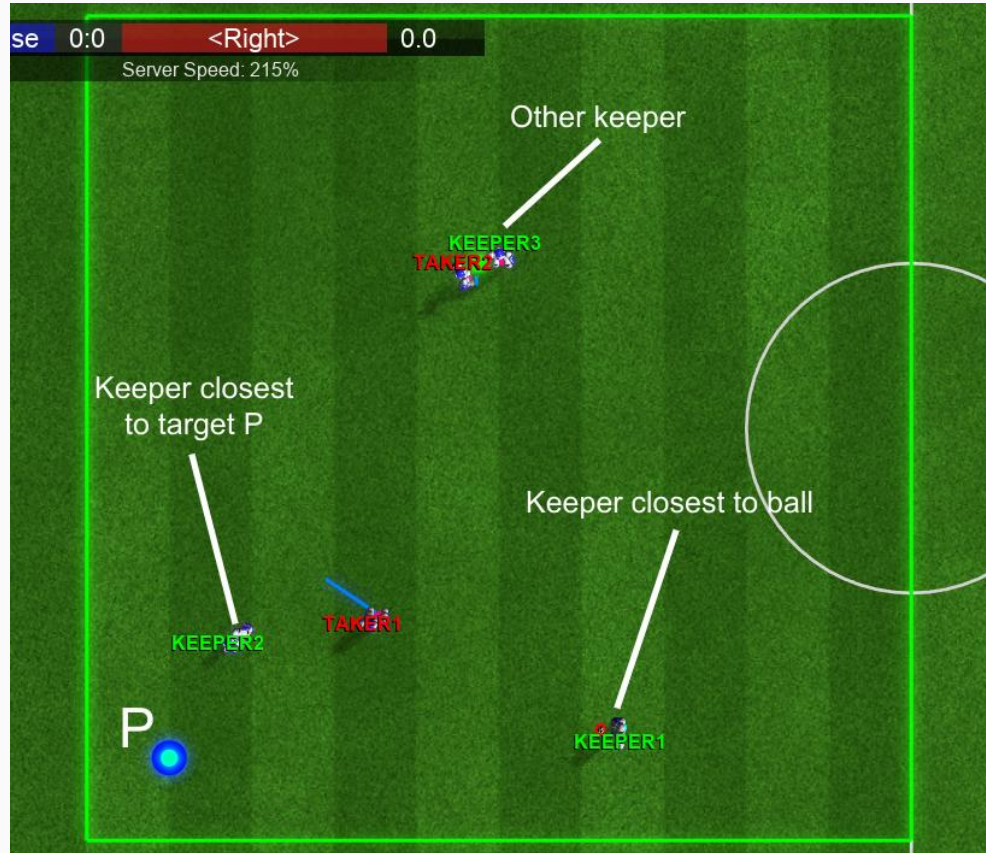 se 0:0 <Right> 0.0
Server Speed: 215%
Other keeper
KEEPER3
TAKER2
Keeper closest
to target P
Keeper closest to ball
TAKER1
KEEPER2
P
KEEPER1